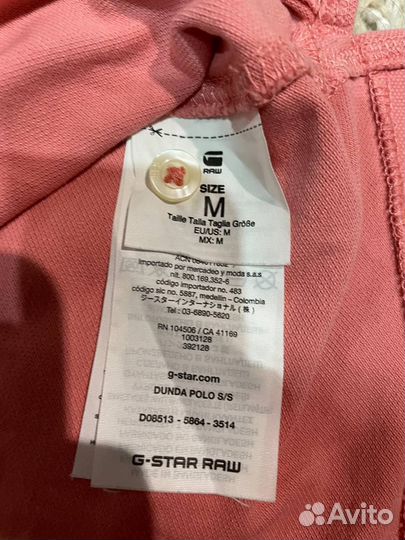 RAW
SIZE
M
Taille Talla Taglia Größe
EU/US: M
MX: M
importado por mercadeo y moda s.a.s
nit. 800.169.352-6
código importador no. 483
código sic no. 5887, medellin - Colombia
ジースターインターナショナル (株)
Tel : 03-6890-5620
RN 104506 / CA 41169
1003128
392128
g-star.com
DUNDA POLO S/S
D08513 - 5864 - 3514
G-STAR RAW
Avito